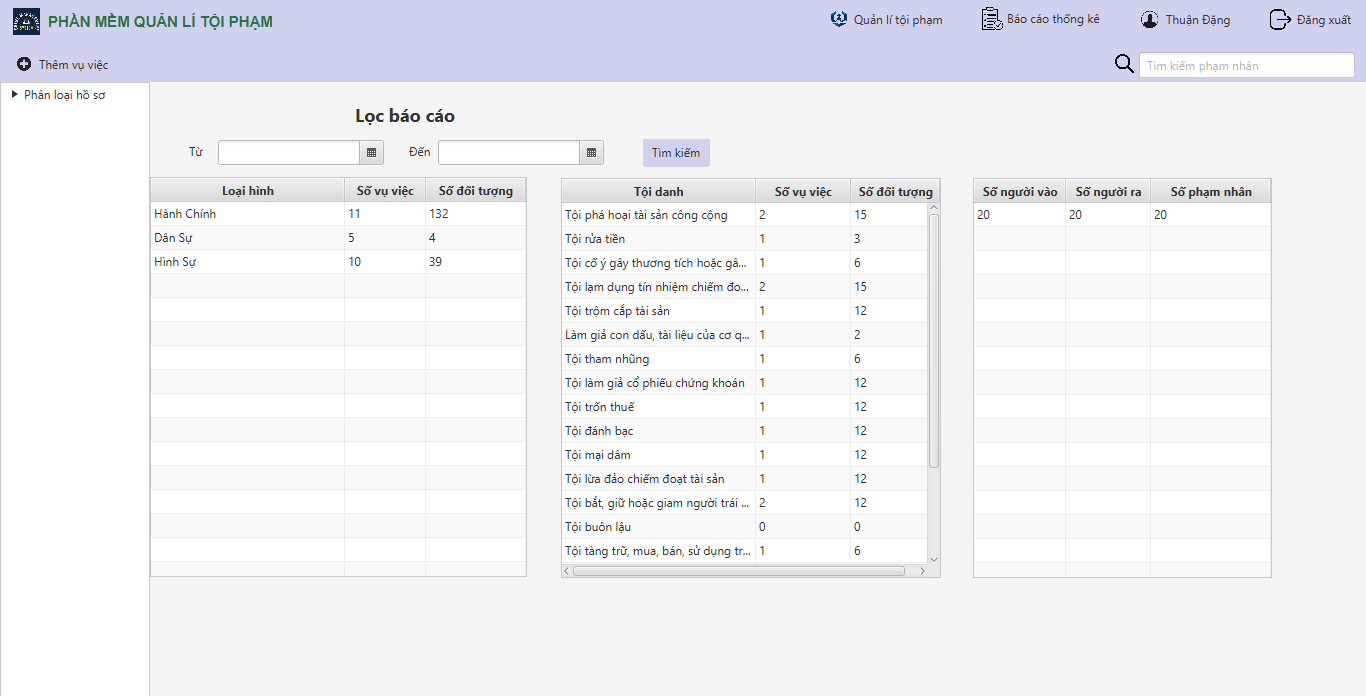 PHẦN MỀM QUẢN LÍ TỘI PHẠM
Quản lí tội phạm
Báo cáo thống kê
Thuận Đặng
Đăng xuất
Thêm vụ việc
Tìm kiếm phạm nhân
Phân loại hồ sơ
Lọc báo cáo
Từ
Đến
Tìm kiếm
Loại hình Số vụ việc Số đối tượng
Hành Chính 11 132
Dân Sự 5 4
Hình Sự 10 39
Tội danh Số vụ việc Số đối tượng
Tội phá hoại tài sản công cộng 2 15
Tội rửa tiền 1 3
Tội cố ý gây thương tích hoặc gâ... 1 6
Tội lạm dụng tín nhiệm chiếm đo... 2 15
Tội trộm cắp tài sản 1 12
Làm giả con dấu, tài liệu của cơ q... 1 2
Tội tham nhũng 1 6
Tội làm giả cổ phiếu chứng khoán 1 12
Tội trốn thuế 1 12
Tội đánh bạc 1 12
Tội mại dâm 1 12
Tội lừa đảo chiếm đoạt tài sản 1 12
Tội bắt, giữ hoặc giam người trái ... 2 12
Tội buôn lậu 0 0
Tội tàng trữ, mua, bán, sử dụng tr... 1 6
Số người vào Số người ra Số phạm nhân
20 20 20